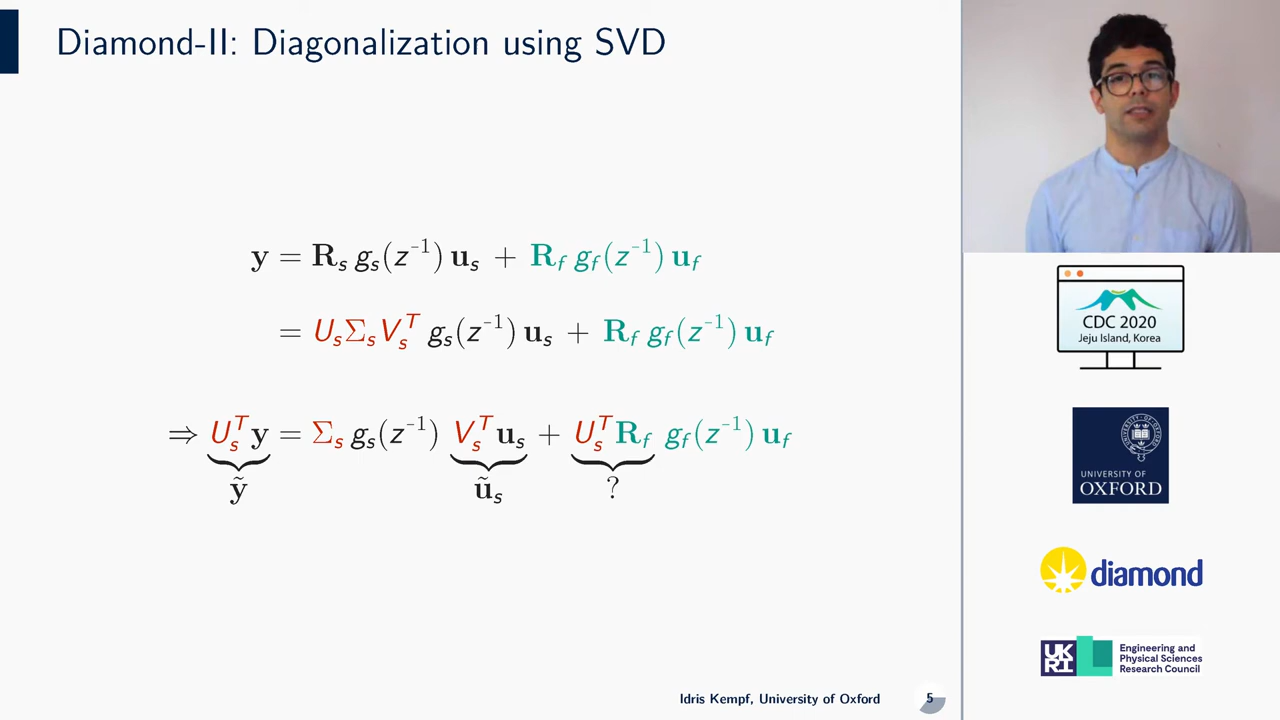 Diamond-II: Diagonalization using SVD
y = R_s g_s(z^{-1}) u_s + R_f g_f(z^{-1}) u_f
= U_s Σ_s V_s^T g_s(z^{-1}) u_s + R_f g_f(z^{-1}) u_f
⇒ U_s^T y = Σ_s g_s(z^{-1}) V_s^T u_s + U_s^T R_f g_f(z^{-1}) u_f
ỹ ũ_s ?
Idris Kempf, University of Oxford 5
CDC 2020
Jeju Island, Korea
UNIVERSITY OF
OXFORD
diamond
UKRI
Engineering and
Physical Sciences
Research Council